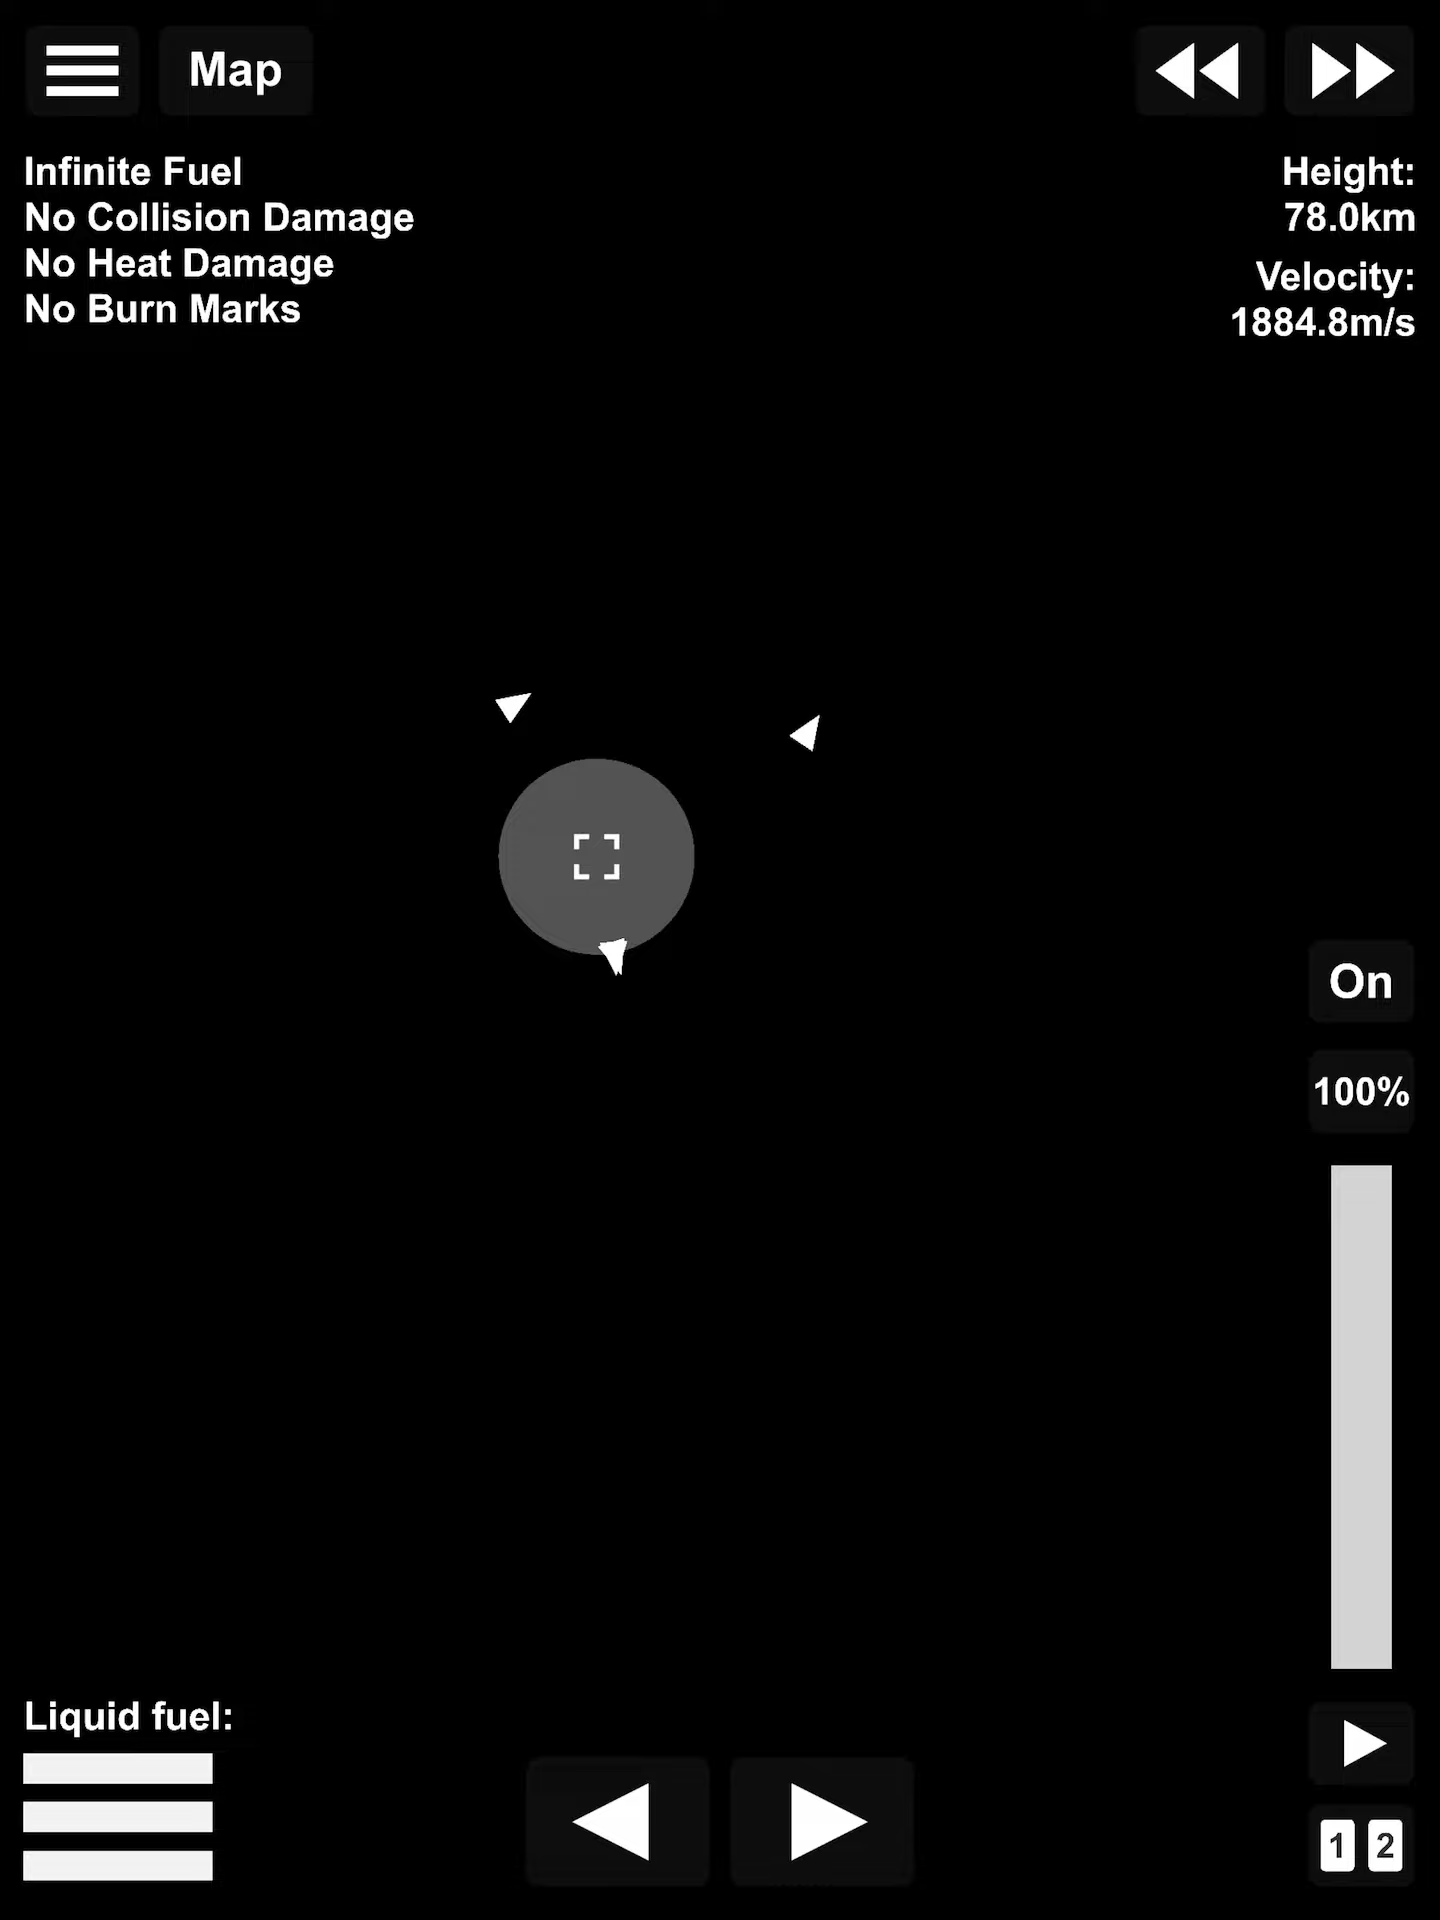 Map
Infinite Fuel
No Collision Damage
No Heat Damage
No Burn Marks
Height:
78.0km
Velocity:
1884.8m/s
On
100%
Liquid fuel:
1 2